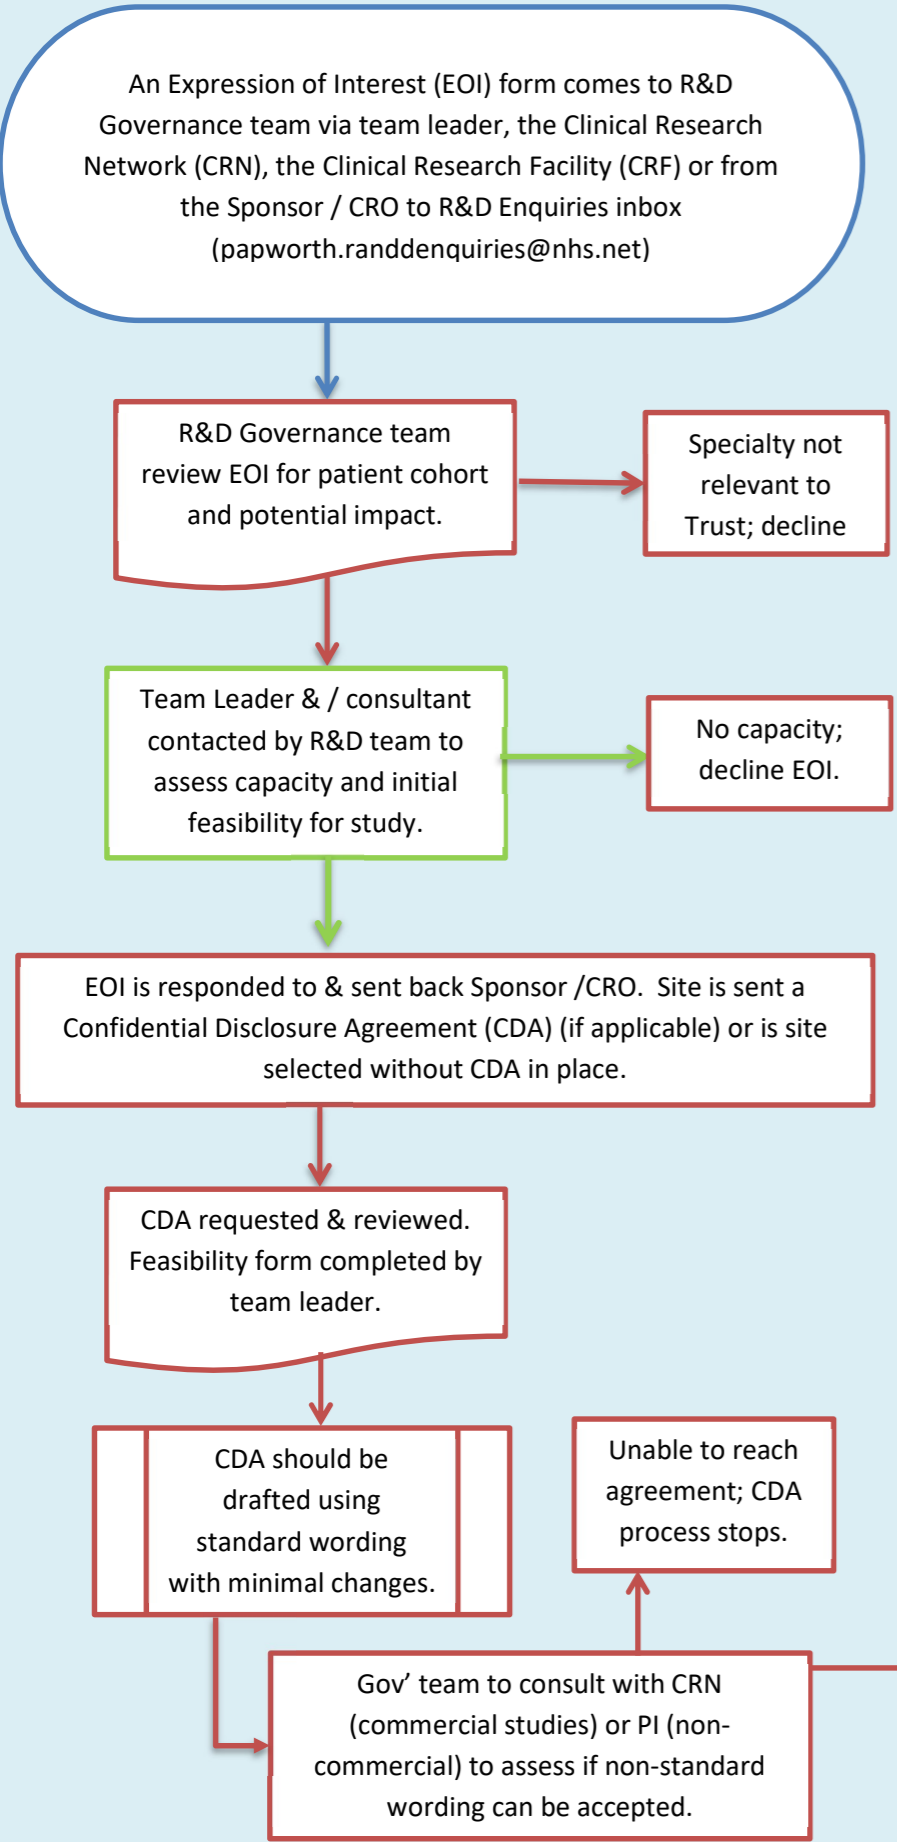 An Expression of Interest (EOI) form comes to R&D
Governance team via team leader, the Clinical Research
Network (CRN), the Clinical Research Facility (CRF) or from
the Sponsor / CRO to R&D Enquiries inbox
(papworth.randdenquiries@nhs.net)
R&D Governance team
review EOI for patient cohort
and potential impact.
Specialty not
relevant to
Trust; decline
Team Leader & / consultant
contacted by R&D team to
assess capacity and initial
feasibility for study.
No capacity;
decline EOI.
EOI is responded to & sent back Sponsor /CRO.  Site is sent a
Confidential Disclosure Agreement (CDA) (if applicable) or is site
selected without CDA in place.
CDA requested & reviewed.
Feasibility form completed by
team leader.
CDA should be
drafted using
standard wording
with minimal changes.
Unable to reach
agreement; CDA
process stops.
Gov’ team to consult with CRN
(commercial studies) or PI (non-
commercial) to assess if non-standard
wording can be accepted.